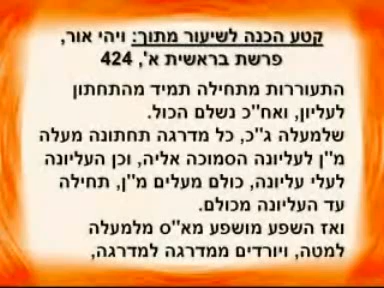 קטע הכנה לשיעור מתוך: ויהי אור,
פרשת בראשית א', 424
התעוררות מתחילה תמיד מהתחתון
לעליון, ואח"כ נשלם הכול.
שלמעלה ג"כ, כל מדרגה תחתונה מעלה
מ"ן לעליונה הסמוכה אליה, וכן העליונה
לעלי עליונה, כולם מעלים מ"ן, תחילה
עד העליונה מכולם.
ואז השפע מושפע מא"ס מלמעלה
למטה, ויורדים ממדרגה למדרגה,